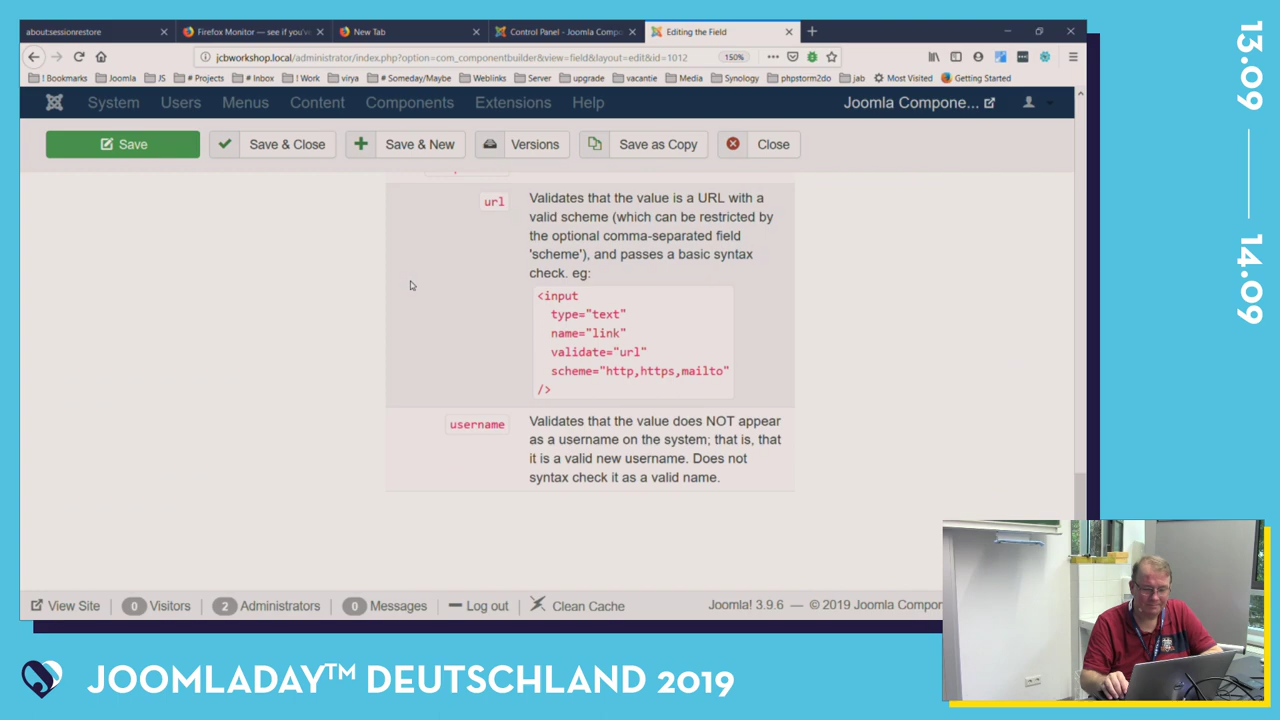 about:sessionrestore
Firefox Monitor — see if you'v
New Tab
Control Panel - Joomla Compo
Editing the Field
jcbworkshop.local/administrator/index.php?option=com_componentbuilder&view=field&layout=edit&id=1012
150%
! Bookmarks
Joomla
JS
# Projects
# Inbox
! Work
virya
# Someday/Maybe
Weblinks
Server
upgrade
vacantie
Media
Synology
phpstorm2do
jab
Most Visited
Getting Started
System
Users
Menus
Content
Components
Extensions
Help
Joomla Compone...
Save
Save & Close
Save & New
Versions
Save as Copy
Close
url
Validates that the value is a URL with a
valid scheme (which can be restricted by
the optional comma-separated field
'scheme'), and passes a basic syntax
check. eg:
<input
type="text"
name="link"
validate="url"
scheme="http,https,mailto"
/>
username
Validates that the value does NOT appear
as a username on the system; that is, that
it is a valid new username. Does not
syntax check it as a valid name.
View Site
0 Visitors
2 Administrators
0 Messages
Log out
Clean Cache
Joomla! 3.9.6 — © 2019 Joomla Compor
13.09
14.09
JOOMLADAY™ DEUTSCHLAND 2019